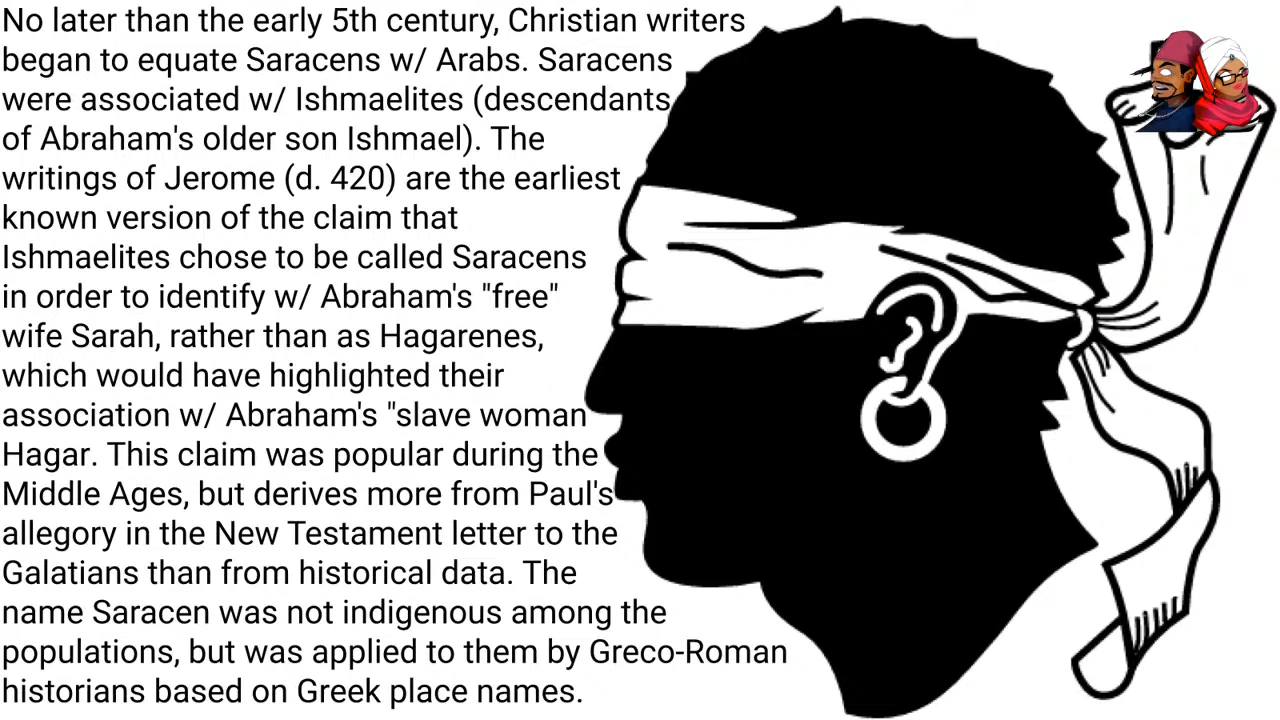 No later than the early 5th century, Christian writers
began to equate Saracens w/ Arabs. Saracens
were associated w/ Ishmaelites (descendants
of Abraham's older son Ishmael). The
writings of Jerome (d. 420) are the earliest
known version of the claim that
Ishmaelites chose to be called Saracens
in order to identify w/ Abraham's "free"
wife Sarah, rather than as Hagarenes,
which would have highlighted their
association w/ Abraham's "slave woman
Hagar. This claim was popular during the
Middle Ages, but derives more from Paul's
allegory in the New Testament letter to the
Galatians than from historical data. The
name Saracen was not indigenous among the
populations, but was applied to them by Greco-Roman
historians based on Greek place names.